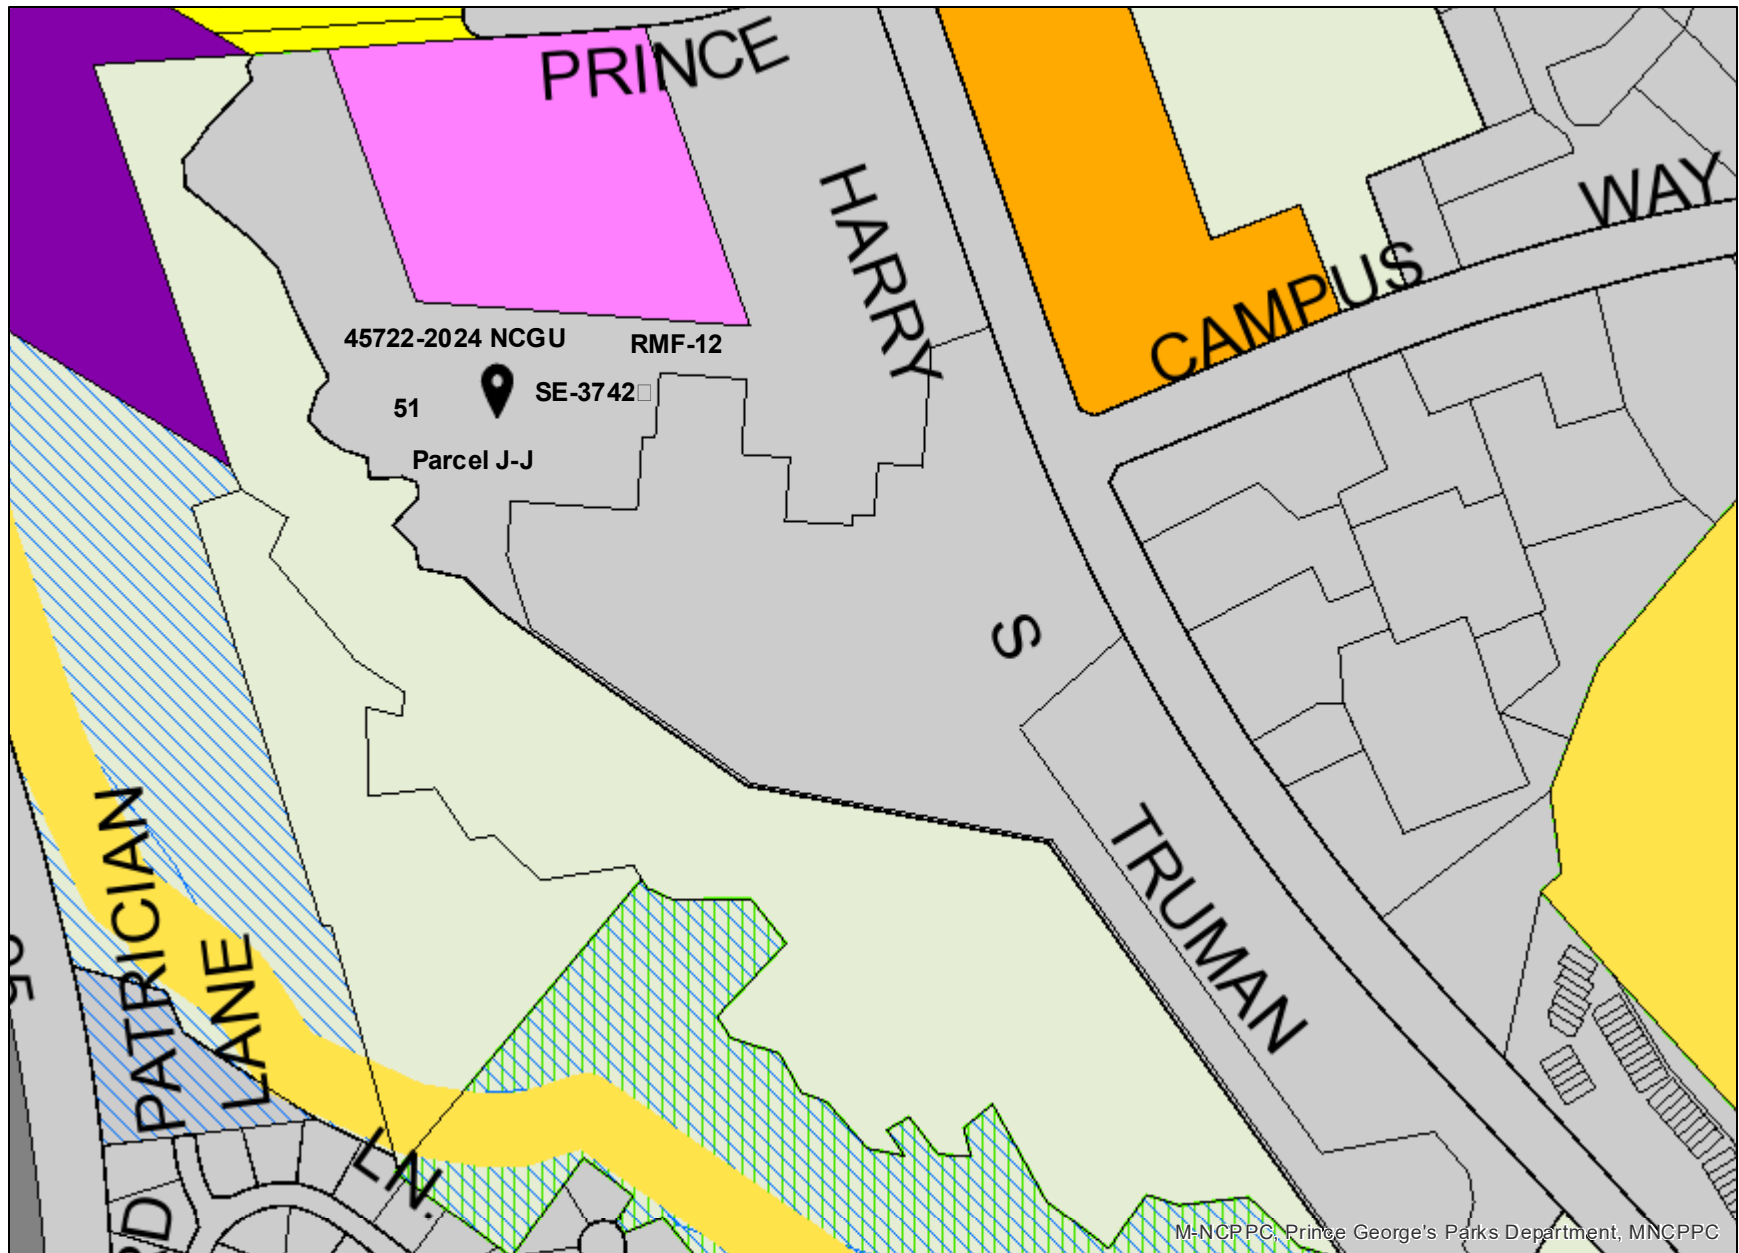 PRINCE
HARRY
WAY
CAMPUS
45722-2024 NCGU
RMF-12
SE-3742
51
Parcel J-J
S
TRUMAN
PATRICIAN
LANE
LN.
M-NCPPC, Prince George's Parks Department, MNCPPC